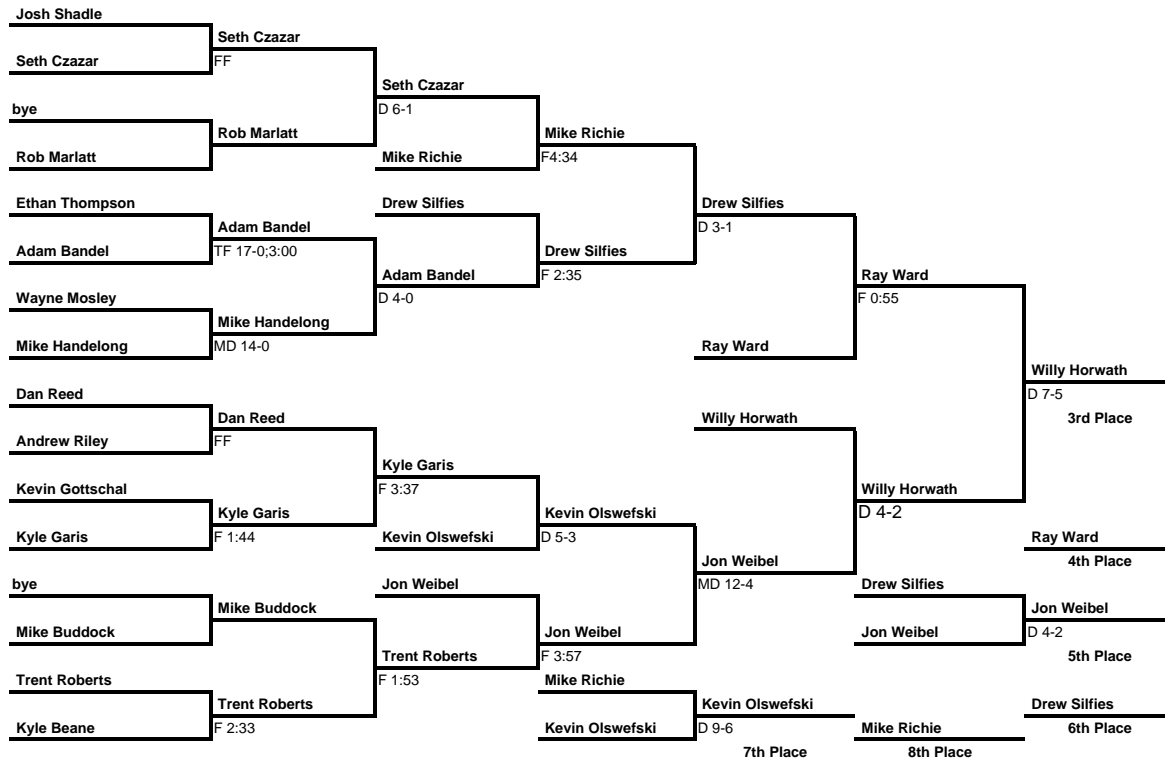 Josh Shadle
Seth Czazar
Seth Czazar
FF
Seth Czazar
D 6-1
bye
Rob Marlatt
Rob Marlatt
Mike Richie
Mike Richie
F4:34
Ethan Thompson
Adam Bandel
Adam Bandel
TF 17-0;3:00
Drew Silfies
Drew Silfies
F 2:35
Drew Silfies
D 3-1
Adam Bandel
D 4-0
Wayne Mosley
Mike Handelong
Mike Handelong
MD 14-0
Ray Ward
Ray Ward
F 0:55
Willy Horwath
D 7-5
3rd Place
Dan Reed
Andrew Riley
Dan Reed
FF
Willy Horwath
Kyle Garis
F 3:37
Kevin Gottschal
Kyle Garis
Kyle Garis
F 1:44
Kevin Olswefski
Kevin Olswefski
D 5-3
Willy Horwath
D 4-2
Ray Ward
4th Place
Jon Weibel
MD 12-4
bye
Mike Buddock
Mike Buddock
Jon Weibel
Jon Weibel
F 3:57
Drew Silfies
Jon Weibel
Jon Weibel
D 4-2
5th Place
Trent Roberts
F 1:53
Trent Roberts
Kyle Beane
Trent Roberts
F 2:33
Mike Richie
Kevin Olswefski
Kevin Olswefski
D 9-6
7th Place
Mike Richie
8th Place
Drew Silfies
6th Place